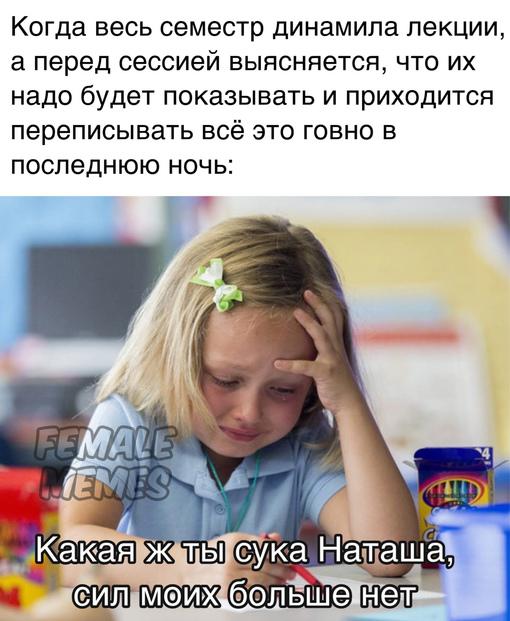 Когда весь семестр динамила лекции,
а перед сессией выясняется, что их
надо будет показывать и приходится
переписывать всё это говно в
последнюю ночь:
FEMALE
MEMES
4
Какая ж ты сука Наташа,
сил моих больше нет